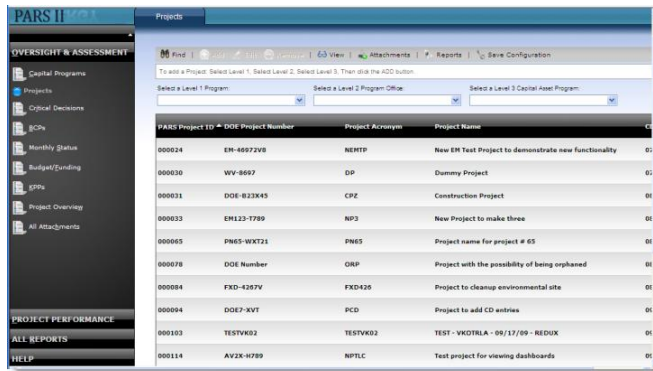 PARS II
Projects
OVERSIGHT & ASSESSMENT
Capital Programs
Projects
Critical Decisions
BCPs
Monthly Status
Budget/Funding
KPPs
Project Overview
All Attachments
PROJECT PERFORMANCE
ALL REPORTS
HELP
Find | Add Edit Remove | View | Attachments | Reports | Save Configuration
To add a Project: Select Level 1, Select Level 2, Select Level 3, Then click the ADD button.
Select a Level 1 Program: Select a Level 2 Program Office: Select a Level 3 Capital Asset Program:
PARS Project ID DOE Project Number Project Acronym Project Name
000024 EM-46972V8 NEMTP New EM Test Project to demonstrate new functionality
000030 WV-8697 DP Dummy Project
000031 DOE-B23X45 CPZ Construction Project
000033 EM123-T789 NP3 New Project to make three
000065 PN65-WXT21 PN65 Project name for project # 65
000078 DOE Number ORP Project with the possibility of being orphaned
000084 FXD-4267V FXD426 Project to cleanup environmental site
000094 DOE7-XVT PCD Project to add CD entries
000103 TESTVK02 TESTVK02 TEST - VKOTRLA - 09/17/09 - REDUX
000114 AV2X-H789 NPTLC Test project for viewing dashboards